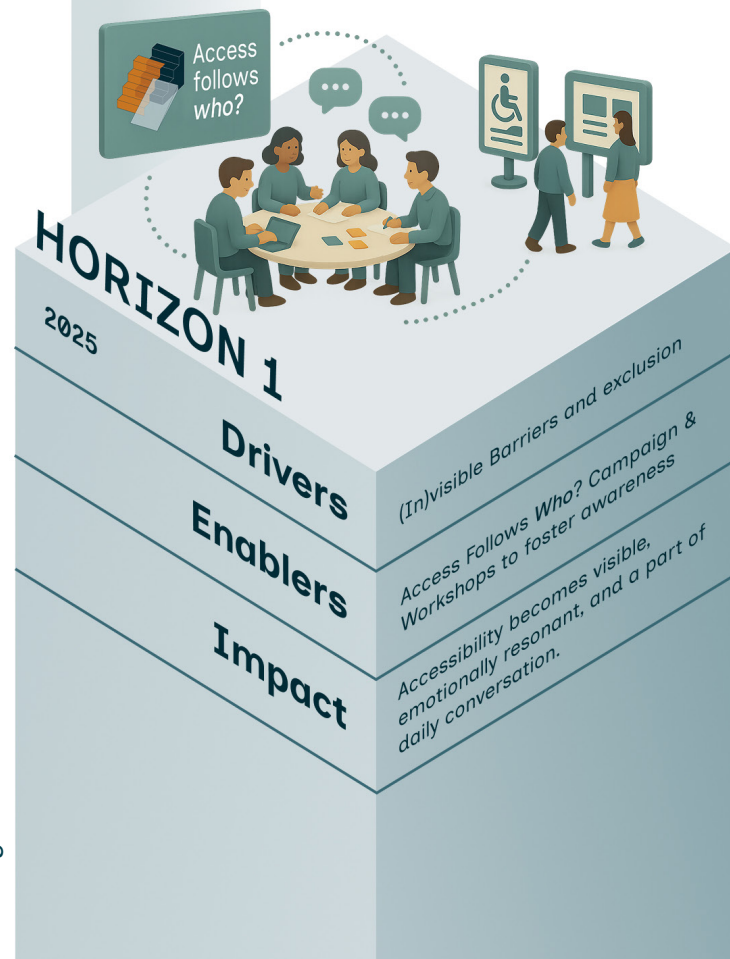 Access
follows
who?
HORIZON 1
2025
Drivers
(In)visible Barriers and exclusion
Enablers
Access Follows Who? Campaign &
Workshops to foster awareness
Impact
Accessibility becomes visible,
emotionally resonant, and a part of
daily conversation.